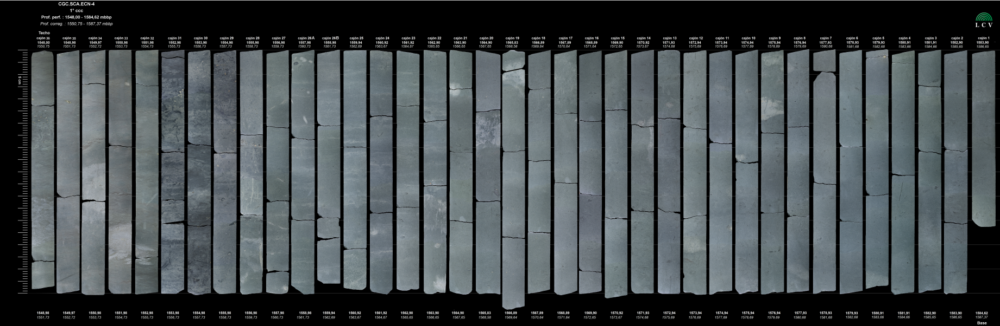 CGC.SCA.ECN-4
1° ccc
Prof. perf. : 1548,00 - 1584,62 mbbp
Prof. correg. : 1550,75 - 1587,37 mbbp
LCV
Techo
cajón 36 cajón 35 cajón 34 cajón 33 cajón 32 cajón 31 cajón 30 cajón 29 cajón 28 cajón 27 cajón 26A cajón 26B cajón 25 cajón 24 cajón 23 cajón 22 cajón 21 cajón 20 cajón 19 cajón 18 cajón 17 cajón 16 cajón 15 cajón 14 cajón 13 cajón 12 cajón 11 cajón 10 cajón 9 cajón 8 cajón 7 cajón 6 cajón 5 cajón 4 cajón 3 cajón 2 cajón 1
1548,00 1548,98 1549,97 1550,98 1551,98 1552,98 1553,98 1554,98 1555,98 1556,98 1557,98 1558,98 1559,94 1560,92 1561,92 1562,90 1563,90 1564,90 1565,83 1566,89 1567,89 1568,89 1569,90 1570,92 1571,93 1572,94 1573,94 1574,94 1575,94 1576,94 1577,93 1578,93 1579,93 1580,91 1581,91 1582,90 1583,90
1550,75 1551,73 1552,72 1553,73 1554,73 1555,73 1556,73 1557,73 1558,73 1559,73 1560,73 1561,73 1562,69 1563,67 1564,67 1565,65 1566,65 1567,65 1568,58 1569,64 1570,64 1571,64 1572,65 1573,67 1574,68 1575,69 1576,69 1577,69 1578,69 1579,69 1580,68 1581,68 1582,68 1583,66 1584,66 1585,65 1586,65
5 cm
1548,98 1549,97 1550,98 1551,98 1552,98 1553,98 1554,98 1555,98 1556,98 1557,98 1558,98 1559,94 1560,92 1561,92 1562,90 1563,90 1564,90 1565,83 1566,89 1567,89 1568,89 1569,90 1570,92 1571,93 1572,94 1573,94 1574,94 1575,94 1576,94 1577,93 1578,93 1579,93 1580,91 1581,91 1582,90 1583,90 1584,62
1551,73 1552,72 1553,73 1554,73 1555,73 1556,73 1557,73 1558,73 1559,73 1560,73 1561,73 1562,69 1563,67 1564,67 1565,65 1566,65 1567,65 1568,58 1569,64 1570,64 1571,64 1572,65 1573,67 1574,68 1575,69 1576,69 1577,69 1578,69 1579,69 1580,68 1581,68 1582,68 1583,66 1584,66 1585,65 1586,65 1587,37
Base